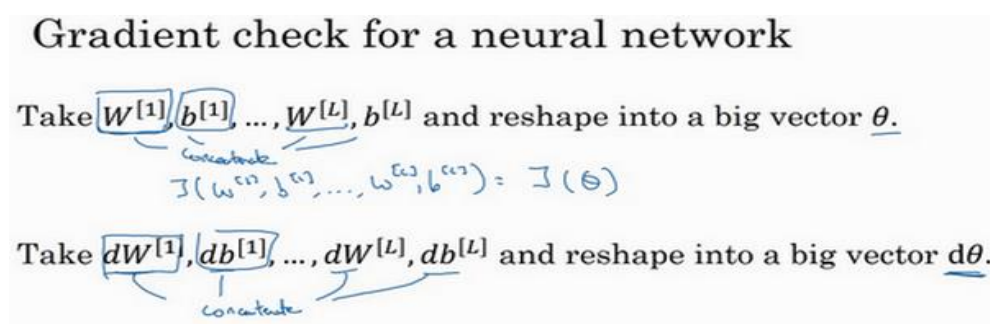 Gradient check for a neural network
Take W^[1], b^[1], ..., W^[L], b^[L] and reshape into a big vector θ.
concatenate
J(W^[1], b^[1], ..., W^[L], b^[L]) = J(θ)
Take dW^[1], db^[1], ..., dW^[L], db^[L] and reshape into a big vector dθ.
concatenate